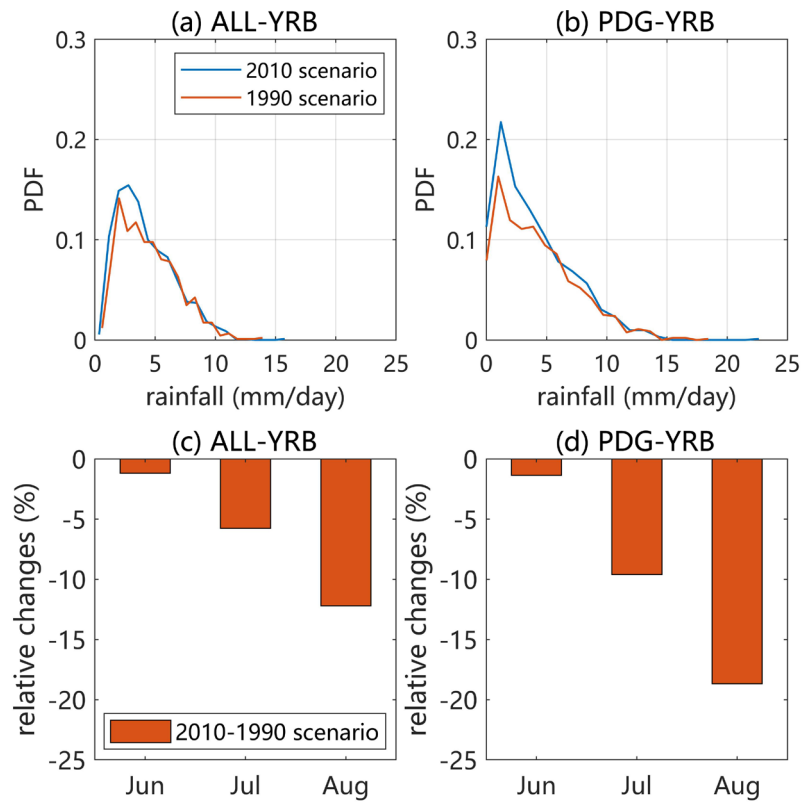 (a) ALL-YRB
0.3
0.2
0.1
0
PDF
2010 scenario
1990 scenario
0 5 10 15 20 25
rainfall (mm/day)
(b) PDG-YRB
0.3
0.2
0.1
0
PDF
0 5 10 15 20 25
rainfall (mm/day)
(c) ALL-YRB
0
-5
-10
-15
-20
-25
relative changes (%)
2010-1990 scenario
Jun Jul Aug
(d) PDG-YRB
0
-5
-10
-15
-20
-25
relative changes (%)
Jun Jul Aug